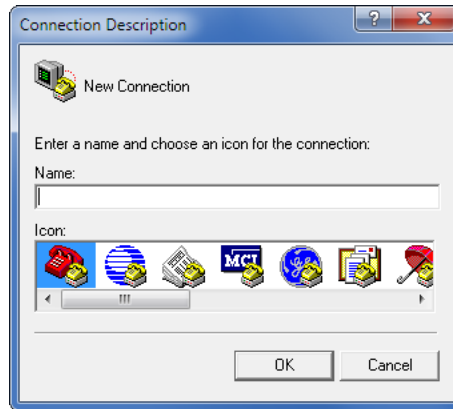 Connection Description
?
New Connection
Enter a name and choose an icon for the connection:
Name:
Icon:
MCI
OK
Cancel